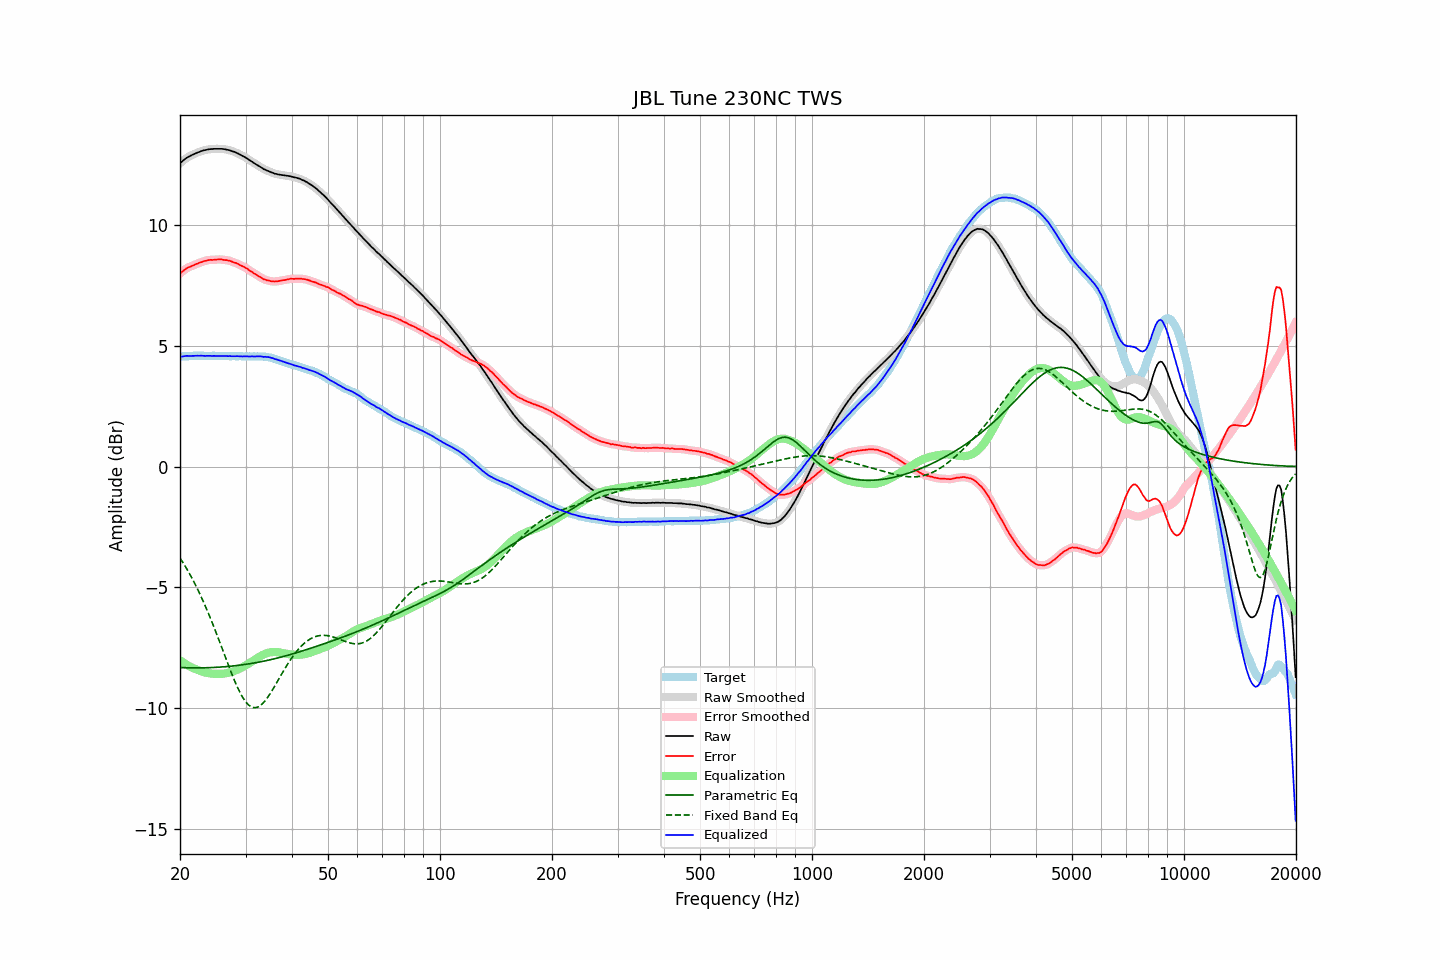 JBL Tune 230NC TWS
Amplitude (dBr)
10
5
0
−5
−10
−15
Target
Raw Smoothed
Error Smoothed
Raw
Error
Equalization
Parametric Eq
Fixed Band Eq
Equalized
20 50 100 200 500 1000 2000 5000 10000 20000
Frequency (Hz)